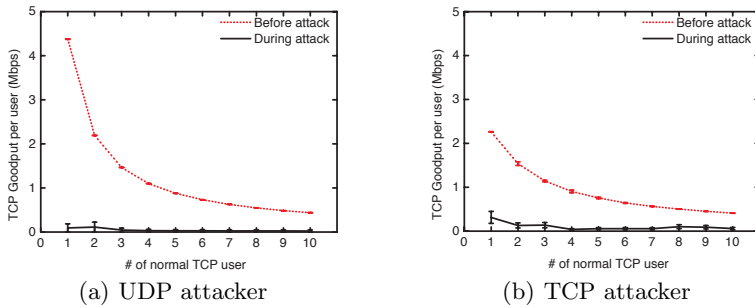 5
4
3
2
1
0
TCP Goodput per user (Mbps)
Before attack
During attack
0 1 2 3 4 5 6 7 8 9 10
# of normal TCP user
(a) UDP attacker
5
4
3
2
1
0
TCP Goodput per user (Mbps)
Before attack
During attack
0 1 2 3 4 5 6 7 8 9 10
# of normal TCP user
(b) TCP attacker